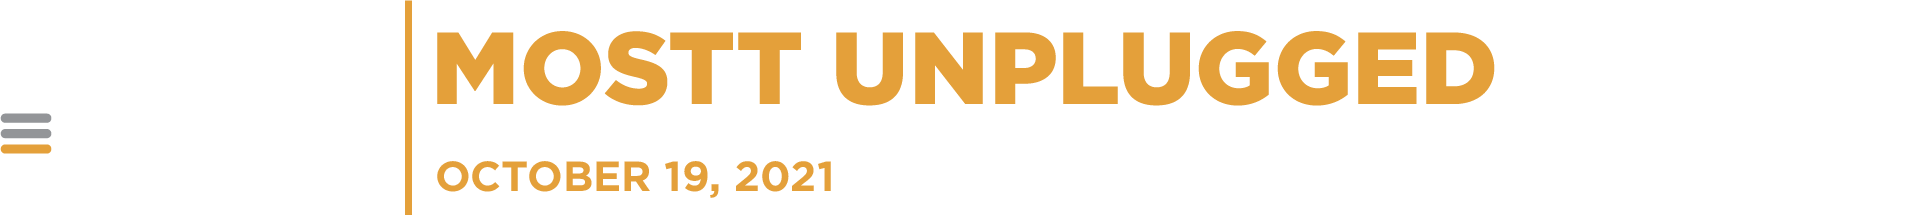 MOSTT UNPLUGGED
OCTOBER 19, 2021